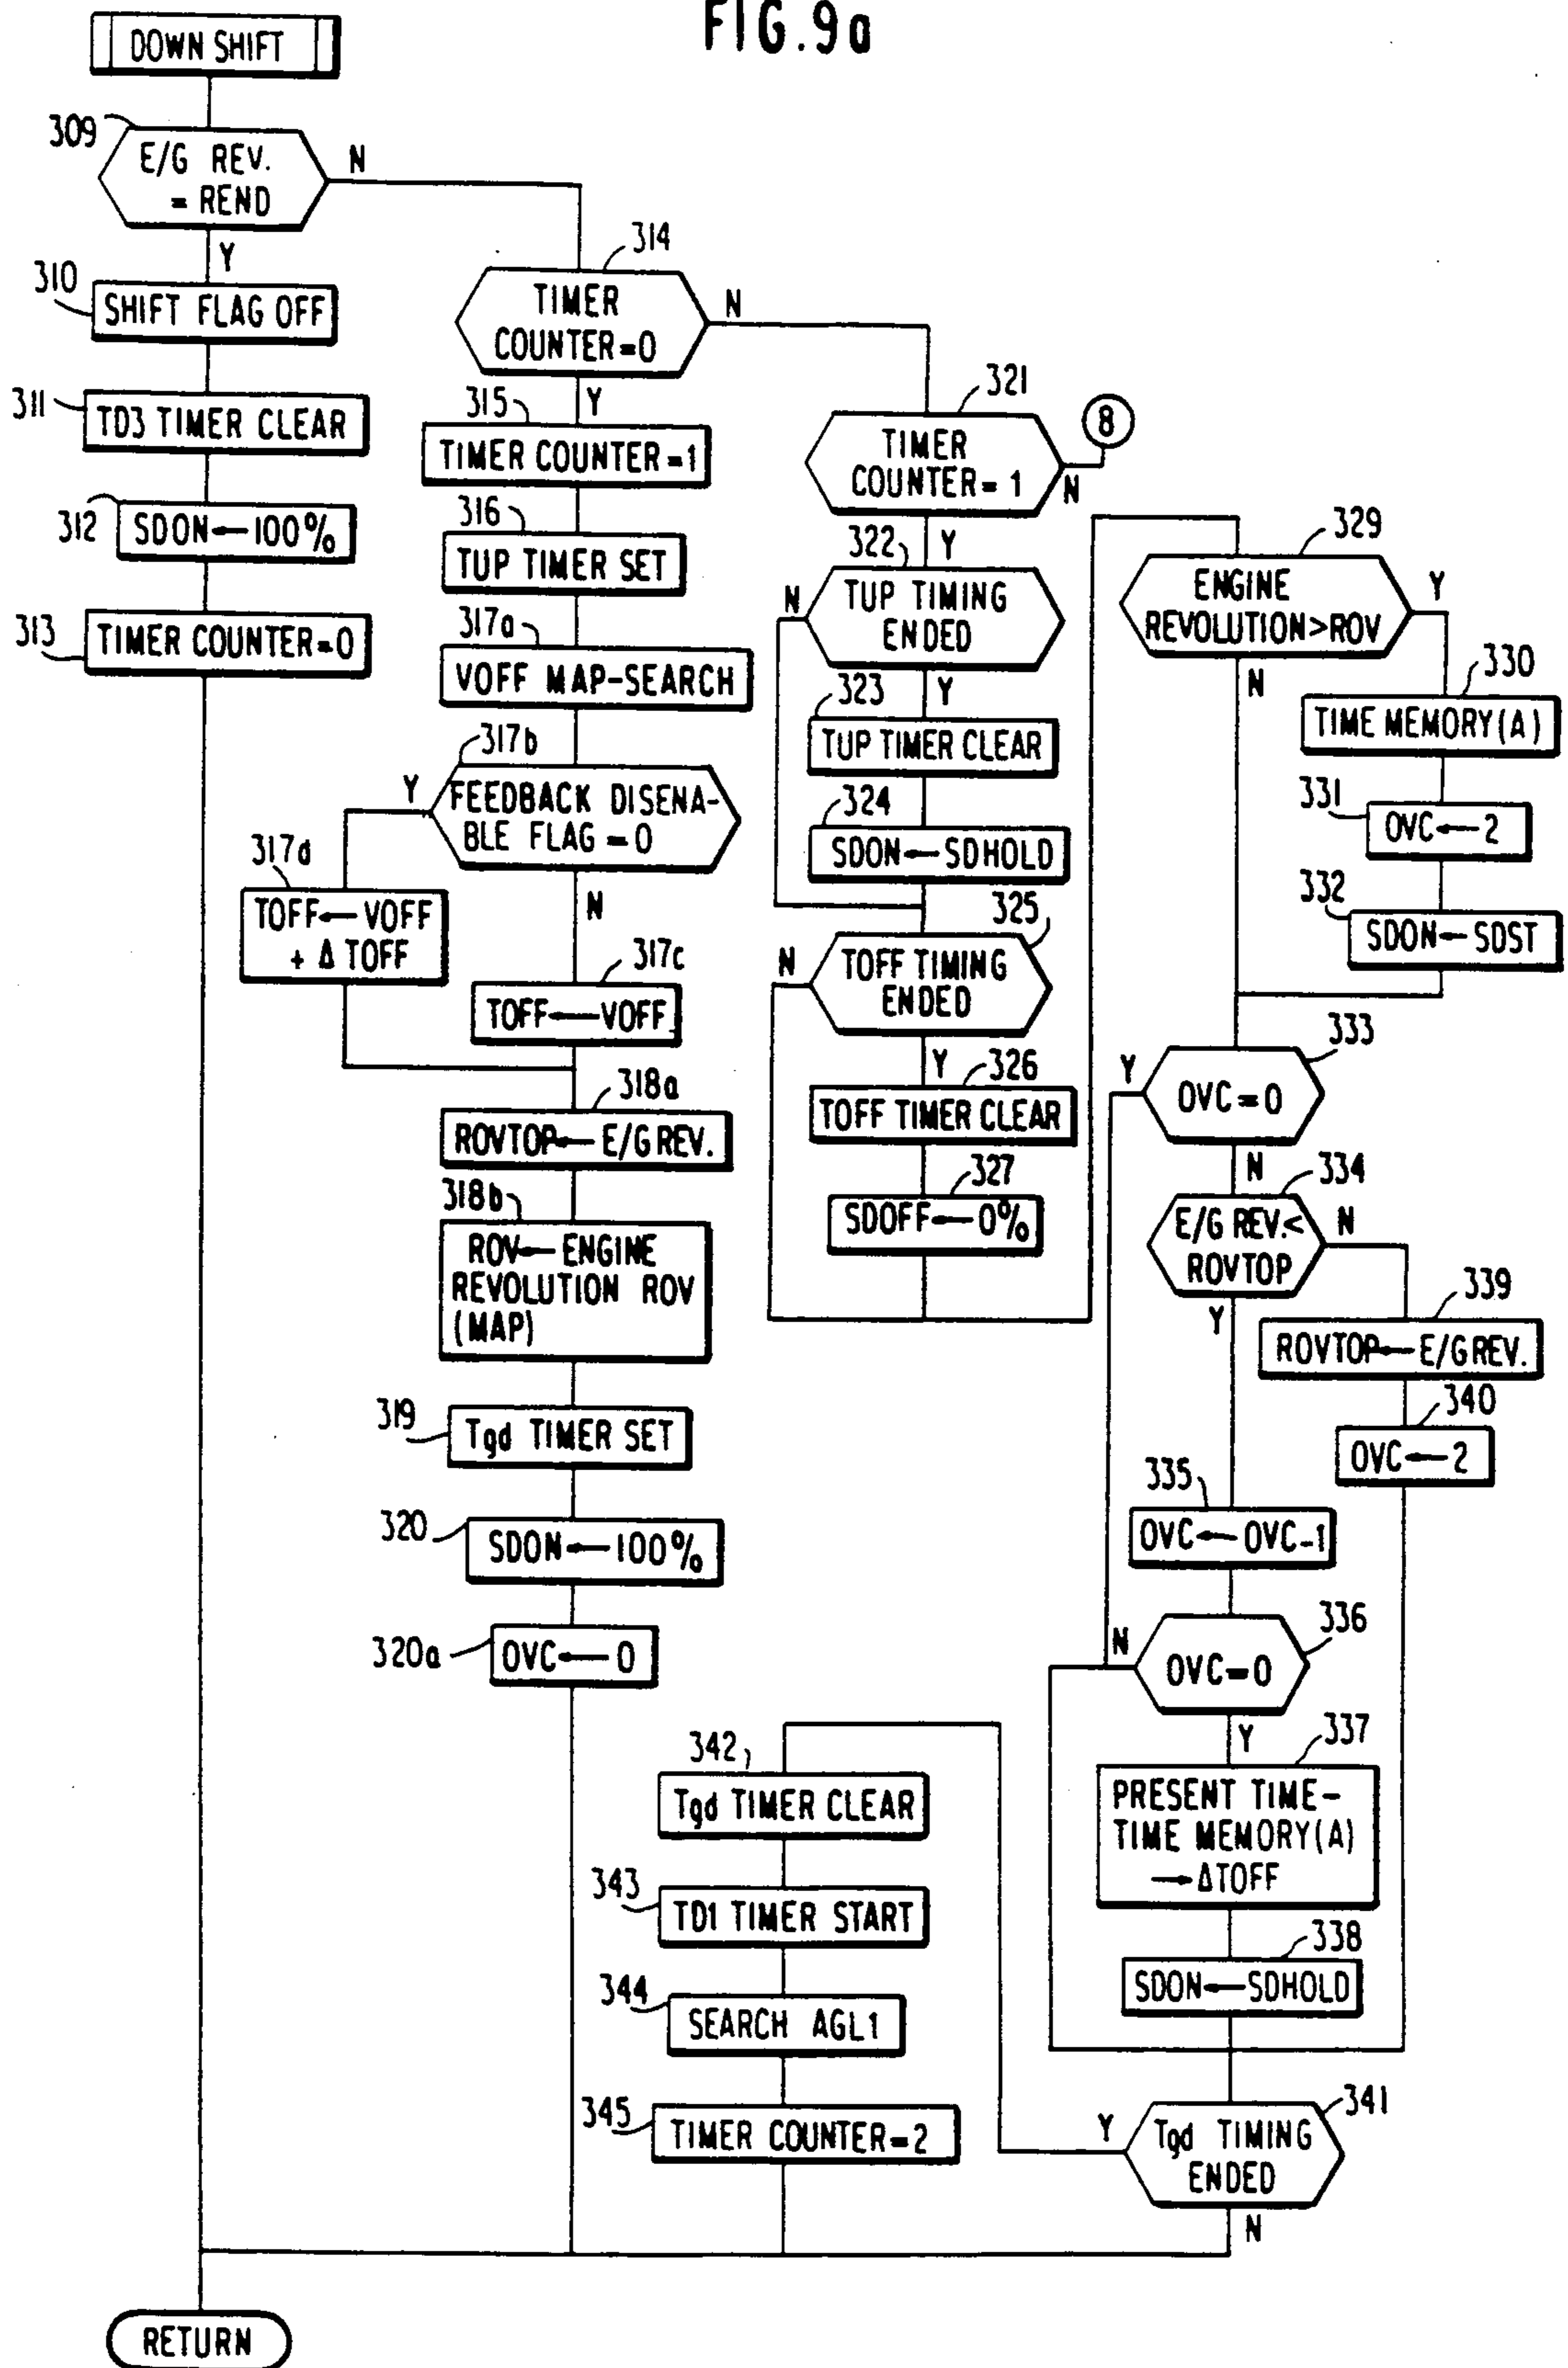 FIG.9a
DOWN SHIFT
309
E/G REV.
= REND
N
Y
310
SHIFT FLAG OFF
311
TD3 TIMER CLEAR
312
SDON←100%
313
TIMER COUNTER=0
314
TIMER
COUNTER=0
N
Y
315
TIMER COUNTER=1
316
TUP TIMER SET
317a
VOFF MAP-SEARCH
317b
FEEDBACK DISENA-
BLE FLAG=0
Y
N
317d
TOFF←VOFF
+ Δ TOFF
317c
TOFF←VOFF
318a
ROVTOP←E/G REV.
318b
ROV←ENGINE
REVOLUTION ROV
(MAP)
319
Tgd TIMER SET
320
SDON←100%
320a
OVC←0
321
TIMER
COUNTER=1
N
8
Y
322
TUP TIMING
ENDED
N
Y
323
TUP TIMER CLEAR
324
SDON←SDHOLD
325
TOFF TIMING
ENDED
N
Y
326
TOFF TIMER CLEAR
327
SDOFF←0%
329
ENGINE
REVOLUTION>ROV
Y
N
330
TIME MEMORY(A)
331
OVC←2
332
SDON←SDST
333
OVC=0
Y
N
334
E/G REV.<
ROVTOP
N
Y
339
ROVTOP←E/G REV.
340
OVC←2
335
OVC←OVC-1
336
OVC=0
N
Y
337
PRESENT TIME-
TIME MEMORY(A)
→ΔTOFF
338
SDON←SDHOLD
341
Tgd TIMING
ENDED
Y
N
342
Tgd TIMER CLEAR
343
TD1 TIMER START
344
SEARCH AGL1
345
TIMER COUNTER=2
RETURN